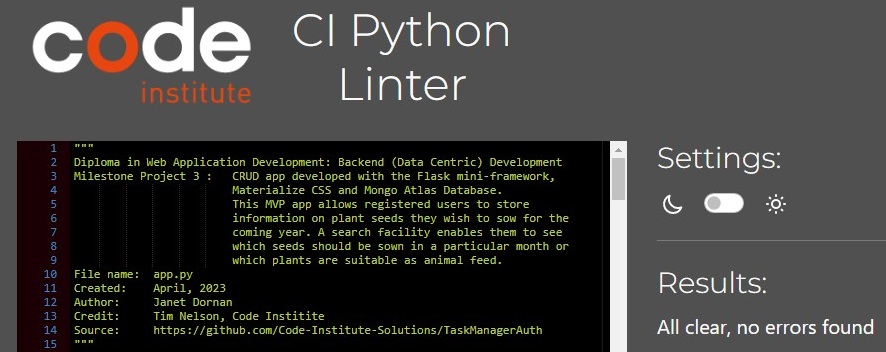 code
institute
CI Python
Linter
1 """
2 Diploma in Web Application Development: Backend (Data Centric) Development
3 Milestone Project 3 : CRUD app developed with the Flask mini-framework,
4 Materialize CSS and Mongo Atlas Database.
5 This MVP app allows registered users to store
6 information on plant seeds they wish to sow for the
7 coming year. A search facility enables them to see
8 which seeds should be sown in a particular month or
9 which plants are suitable as animal feed.
10 File name: app.py
11 Created: April, 2023
12 Author: Janet Dornan
13 Credit: Tim Nelson, Code Institite
14 Source: https://github.com/Code-Institute-Solutions/TaskManagerAuth
15 """
Settings:
Results:
All clear, no errors found